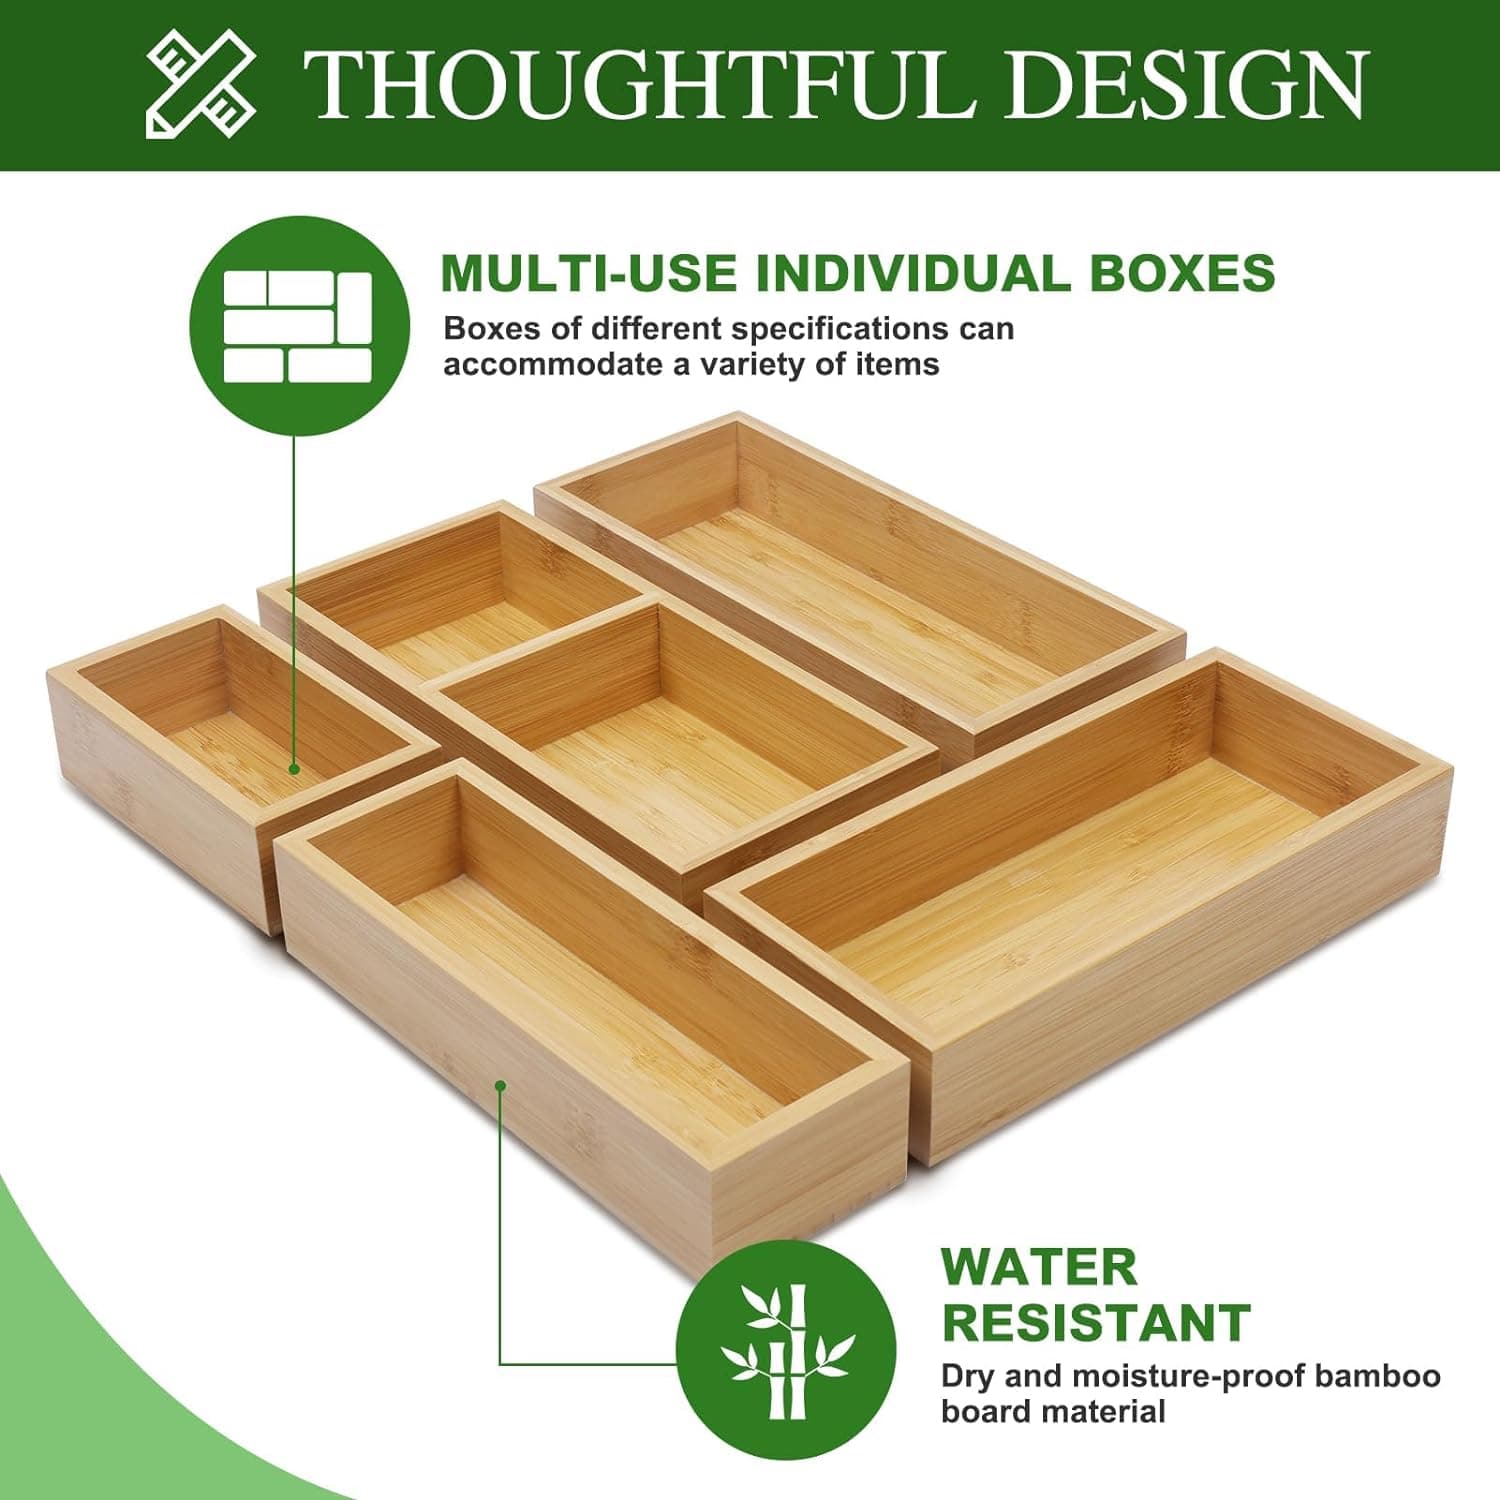 THOUGHTFUL DESIGN
MULTI-USE INDIVIDUAL BOXES
Boxes of different specifications can
accommodate a variety of items
WATER
RESISTANT
Dry and moisture-proof bamboo
board material